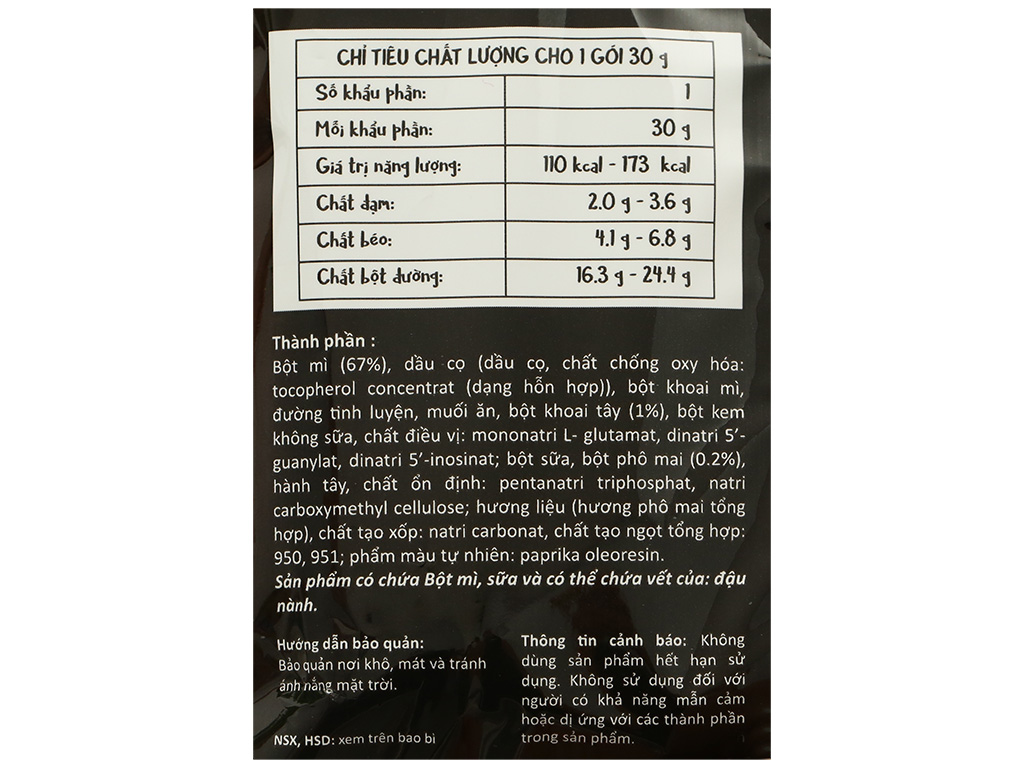 CHỈ TIÊU CHẤT LƯỢNG CHO 1 GÓI 30 g
Số khẩu phần: 1
Mỗi khẩu phần: 30 g
Giá trị năng lượng: 110 kcal - 173 kcal
Chất đạm: 2.0 g - 3.6 g
Chất béo: 4.1 g - 6.8 g
Chất bột đường: 16.3 g - 24.4 g
Thành phần :
Bột mì (67%), dầu cọ (dầu cọ, chất chống oxy hóa:
tocopherol concentrat (dạng hỗn hợp)), bột khoai mì,
đường tinh luyện, muối ăn, bột khoai tây (1%), bột kem
không sữa, chất điều vị: mononatri L- glutamat, dinatri 5’-
guanylat, dinatri 5’-inosinat; bột sữa, bột phô mai (0.2%),
hành tây, chất ổn định: pentanatri triphosphat, natri
carboxymethyl cellulose; hương liệu (hương phô mai tổng
hợp), chất tạo xốp: natri carbonat, chất tạo ngọt tổng hợp:
950, 951; phẩm màu tự nhiên: paprika oleoresin.
Sản phẩm có chứa Bột mì, sữa và có thể chứa vết của: đậu
nành.
Hướng dẫn bảo quản:
Bảo quản nơi khô, mát và tránh
ánh nắng mặt trời.
NSX, HSD: xem trên bao bì
Thông tin cảnh báo: Không
dùng sản phẩm hết hạn sử
dụng. Không sử dụng đối với
người có khả năng mẫn cảm
hoặc dị ứng với các thành phần
trong sản phẩm.